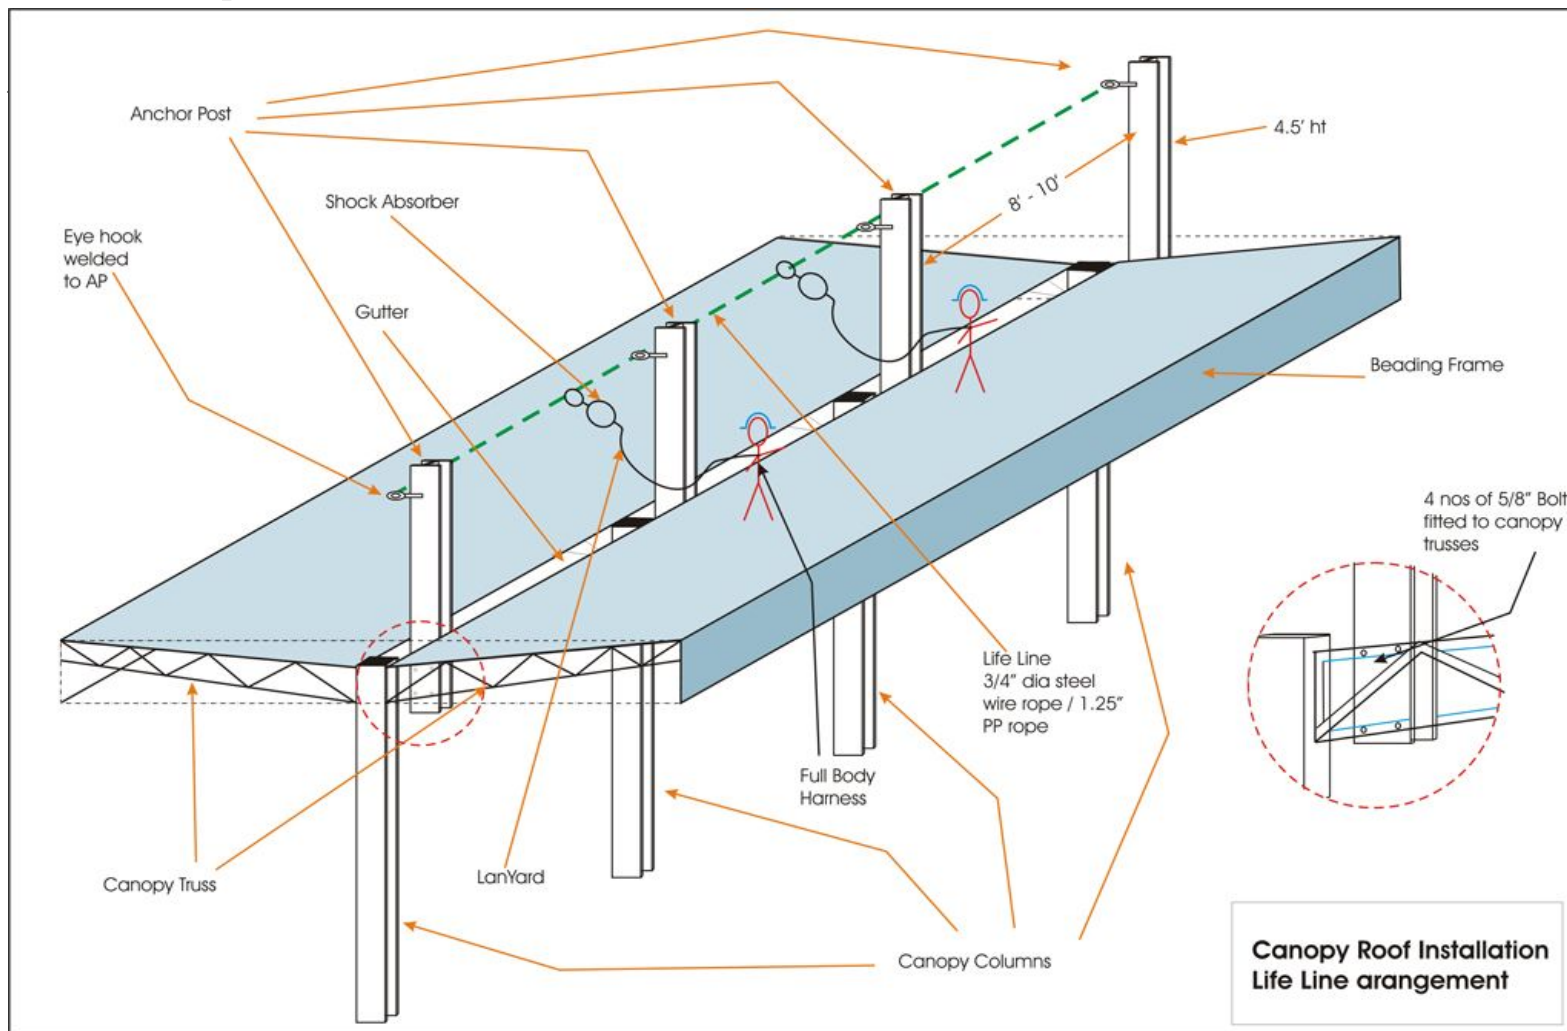 Anchor Post
4.5' ht
Shock Absorber
8' - 10'
Eye hook
welded
to AP
Gutter
Beading Frame
4 nos of 5/8" Bolt
fitted to canopy
trusses
Life Line
3/4" dia steel
wire rope / 1.25"
PP rope
Full Body
Harness
Canopy Truss
LanYard
Canopy Columns
Canopy Roof Installation
Life Line arangement